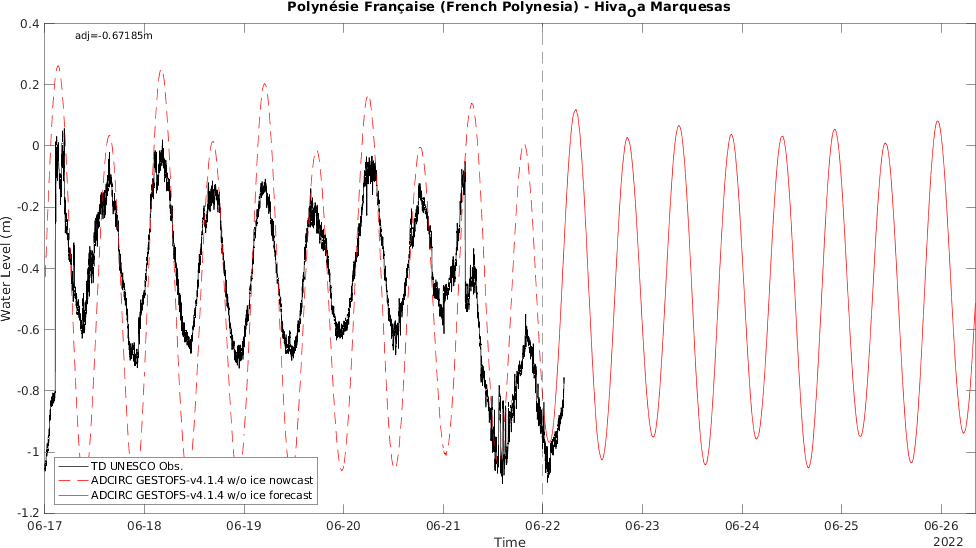 Polynésie Française (French Polynesia) - Hiva_Oa Marquesas
adj=-0.67185m
0.4
0.2
0
-0.2
-0.4
-0.6
-0.8
-1
-1.2
Water Level (m)
TD UNESCO Obs.
ADCIRC GESTOFS-v4.1.4 w/o ice nowcast
ADCIRC GESTOFS-v4.1.4 w/o ice forecast
06-17 06-18 06-19 06-20 06-21 06-22 06-23 06-24 06-25 06-26
Time
2022